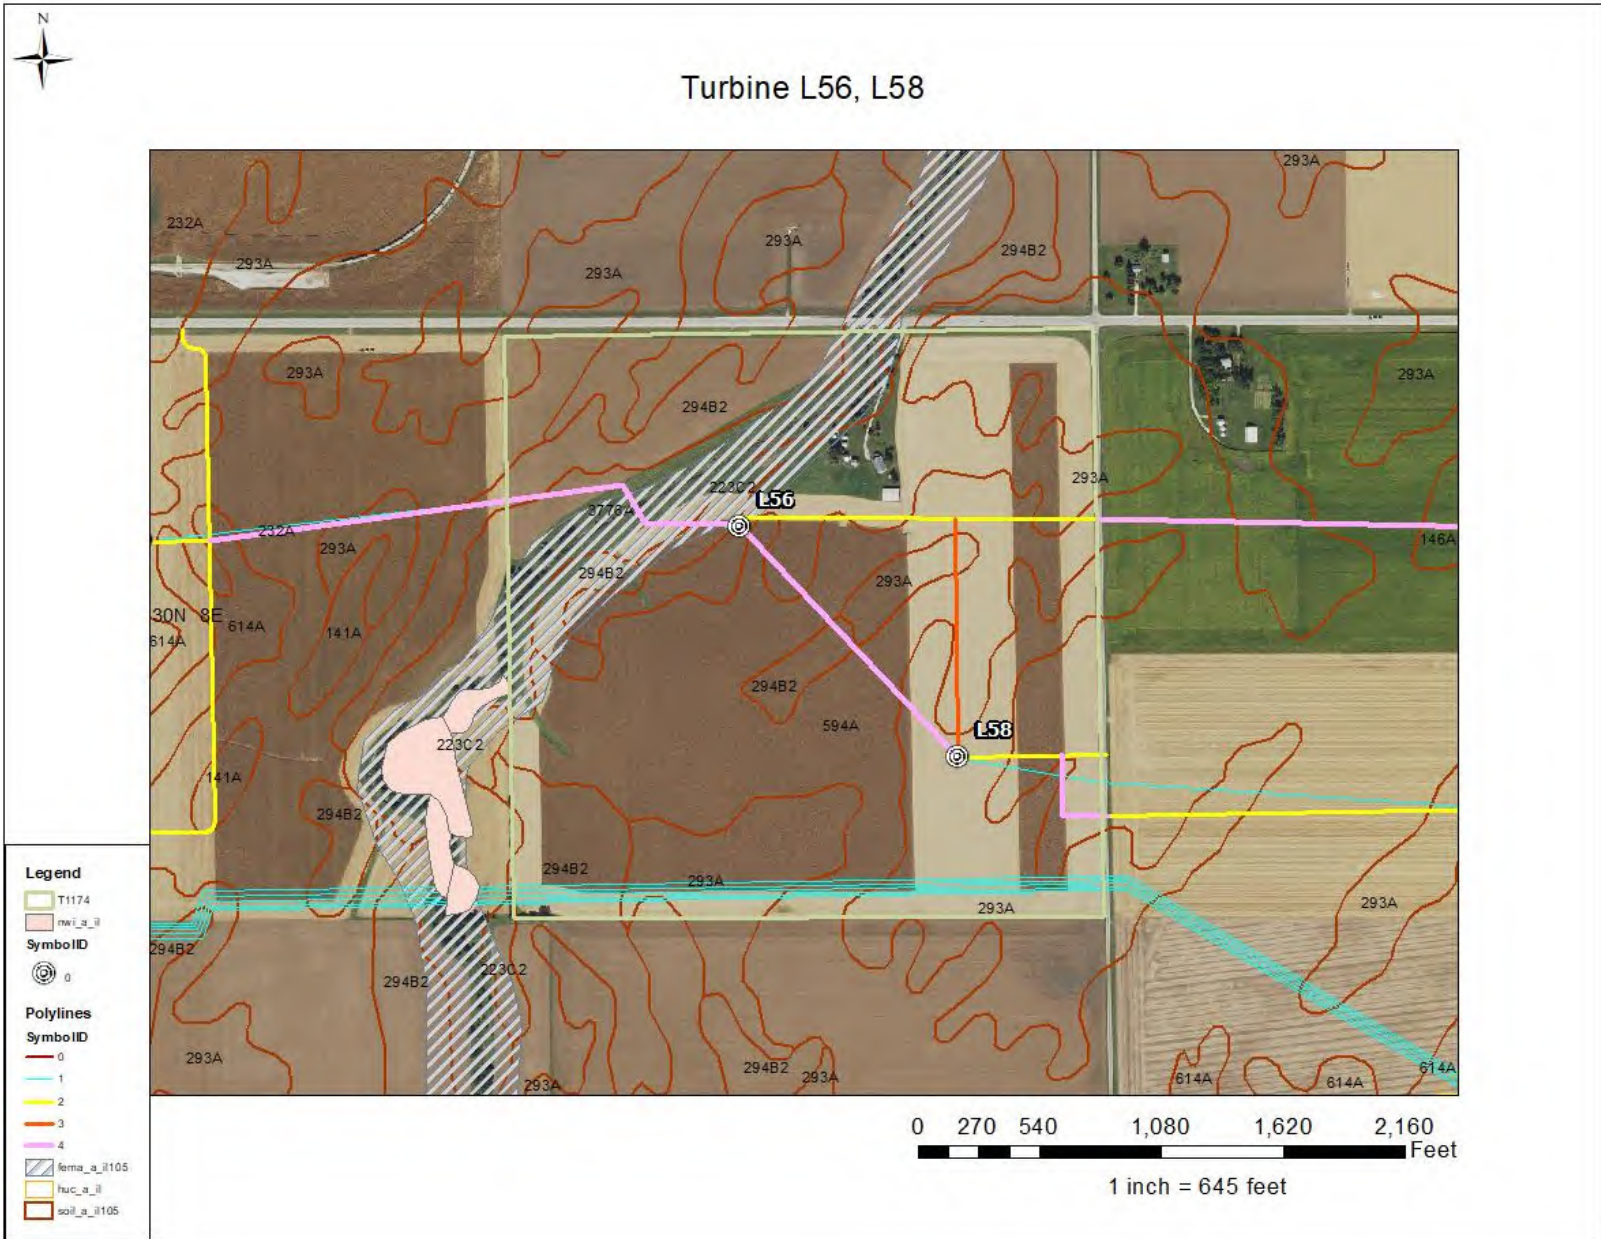 N
Turbine L56, L58
293A
232A
293A
293A
293A
294B2
293A
293A
294B2
293A
223C2
L56
3776A
232A
293A
146A
294B2
293A
30N 8E
614A
614A
141A
294B2
594A
L58
223C2
141A
294B2
294B2
293A
293A
293A
294B2
223C2
294B2
293A
294B2
293A
293A
614A
614A
614A
Legend
T1174
nwi_a_il
SymbolID
0
Polylines
SymbolID
0
1
2
3
4
fema_a_il105
huc_a_il
soil_a_il105
0 270 540 1,080 1,620 2,160
Feet
1 inch = 645 feet